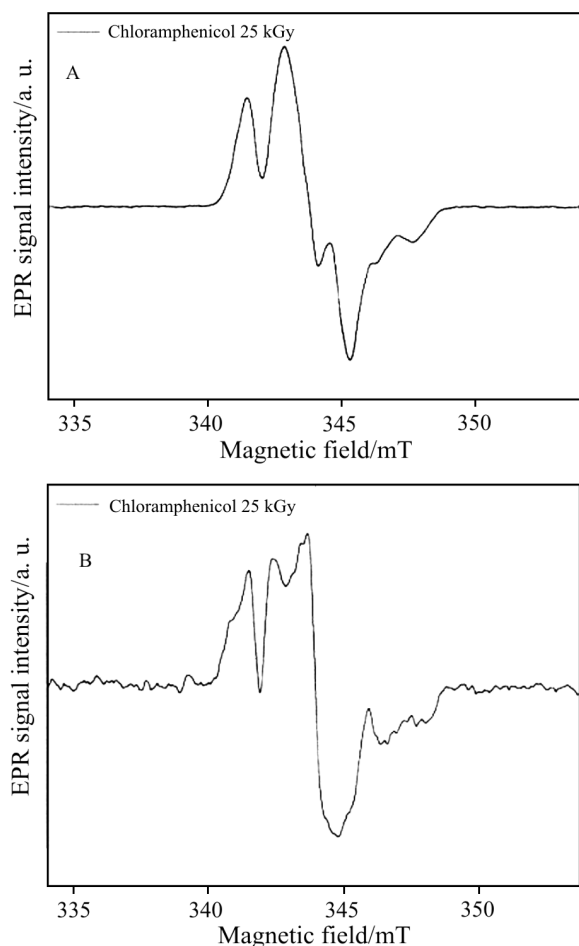 Chloramphenicol 25 kGy
A
EPR signal intensity/a. u.
335 340 345 350
Magnetic field/mT
Chloramphenicol 25 kGy
B
EPR signal intensity/a. u.
335 340 345 350
Magnetic field/mT